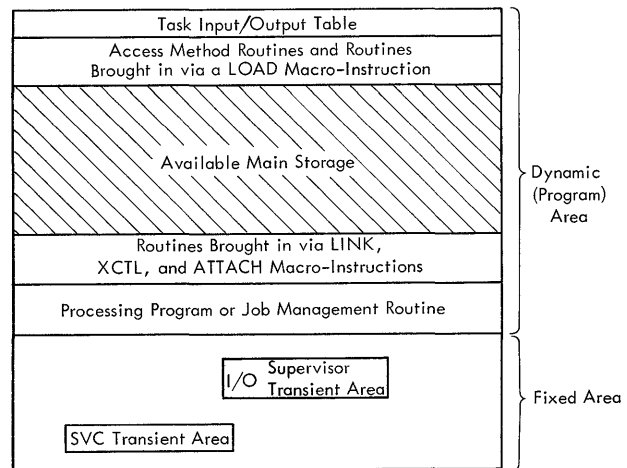 Task Input/Output Table
Access Method Routines and Routines
Brought in via a LOAD Macro-Instruction
Available Main Storage
Dynamic
(Program)
Area
Routines Brought in via LINK,
XCTL, and ATTACH Macro-Instructions
Processing Program or Job Management Routine
I/O Supervisor
Transient Area
Fixed Area
SVC Transient Area